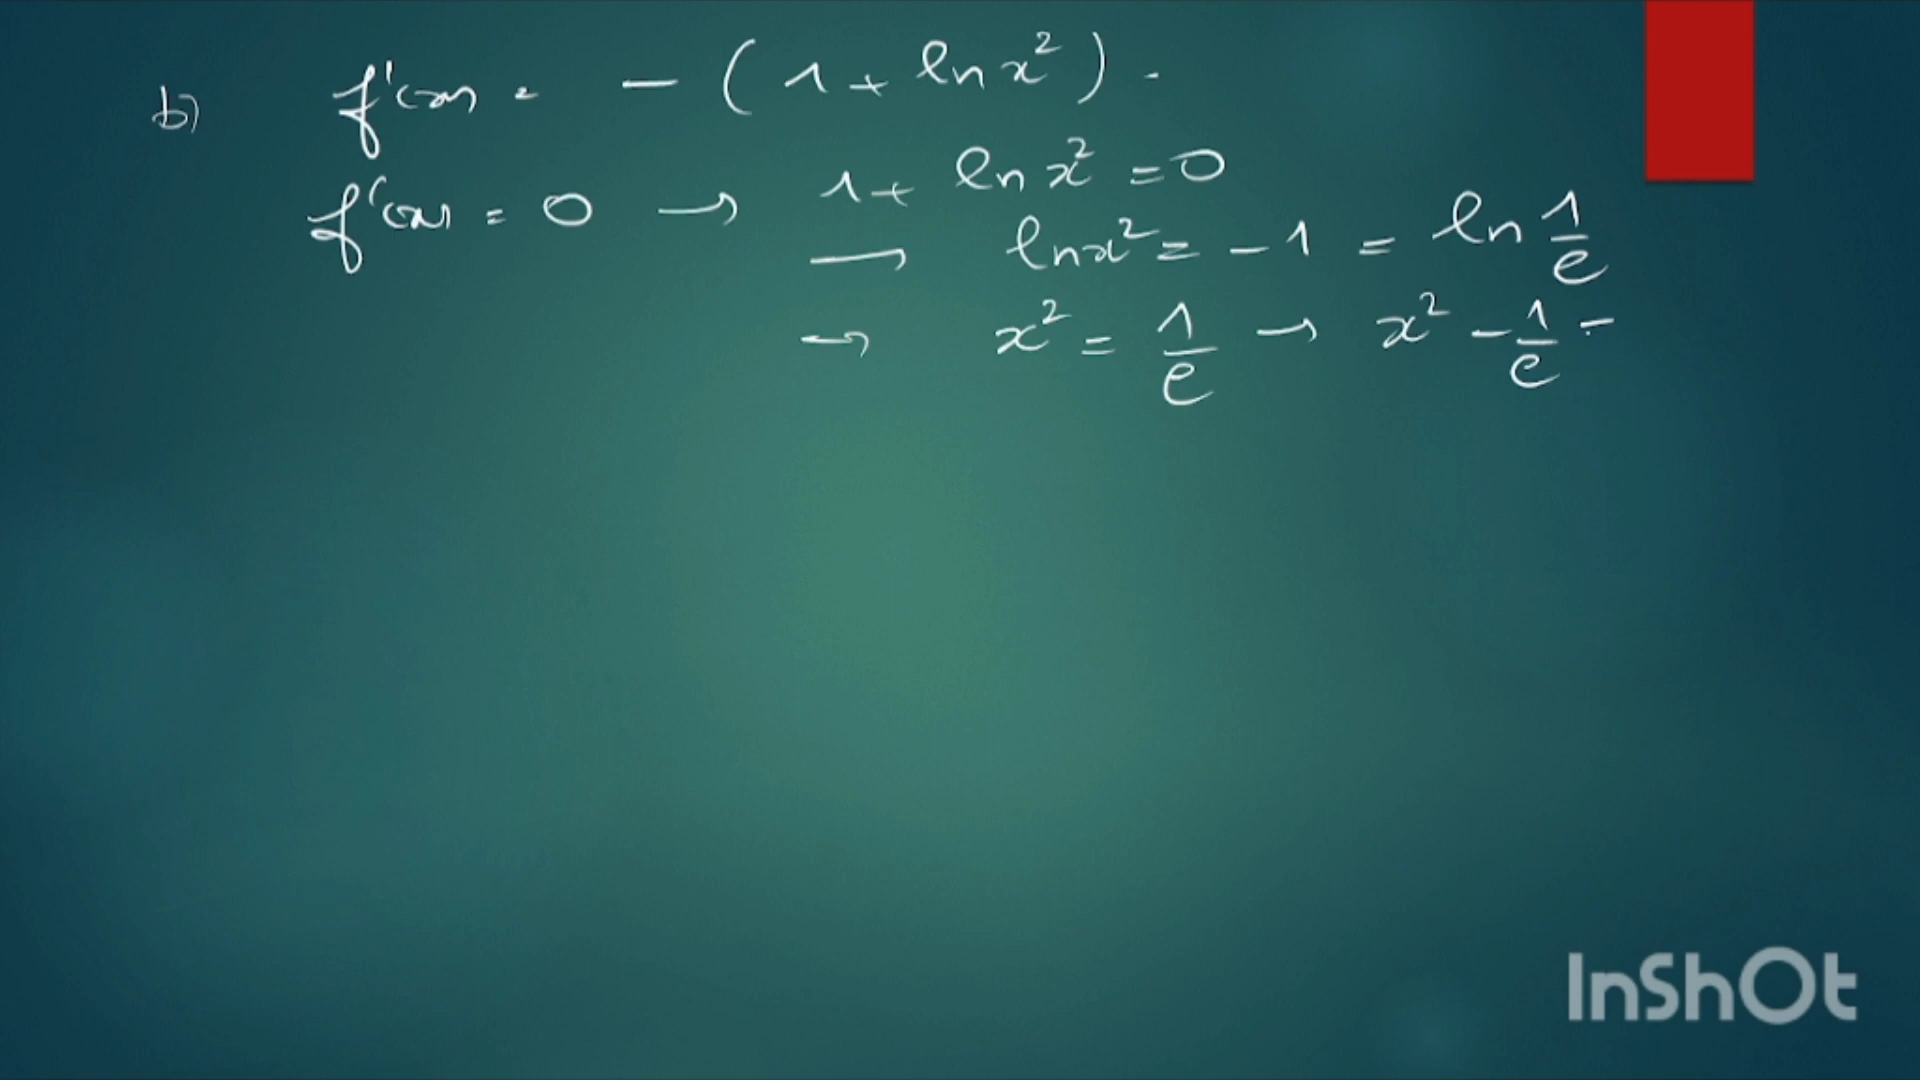 b) f'(x) = - (1 + ln x²).
f'(x) = 0 → 1 + ln x² = 0
→ ln x² = -1 = ln 1/e
→ x² = 1/e → x² - 1/e =
InShOt